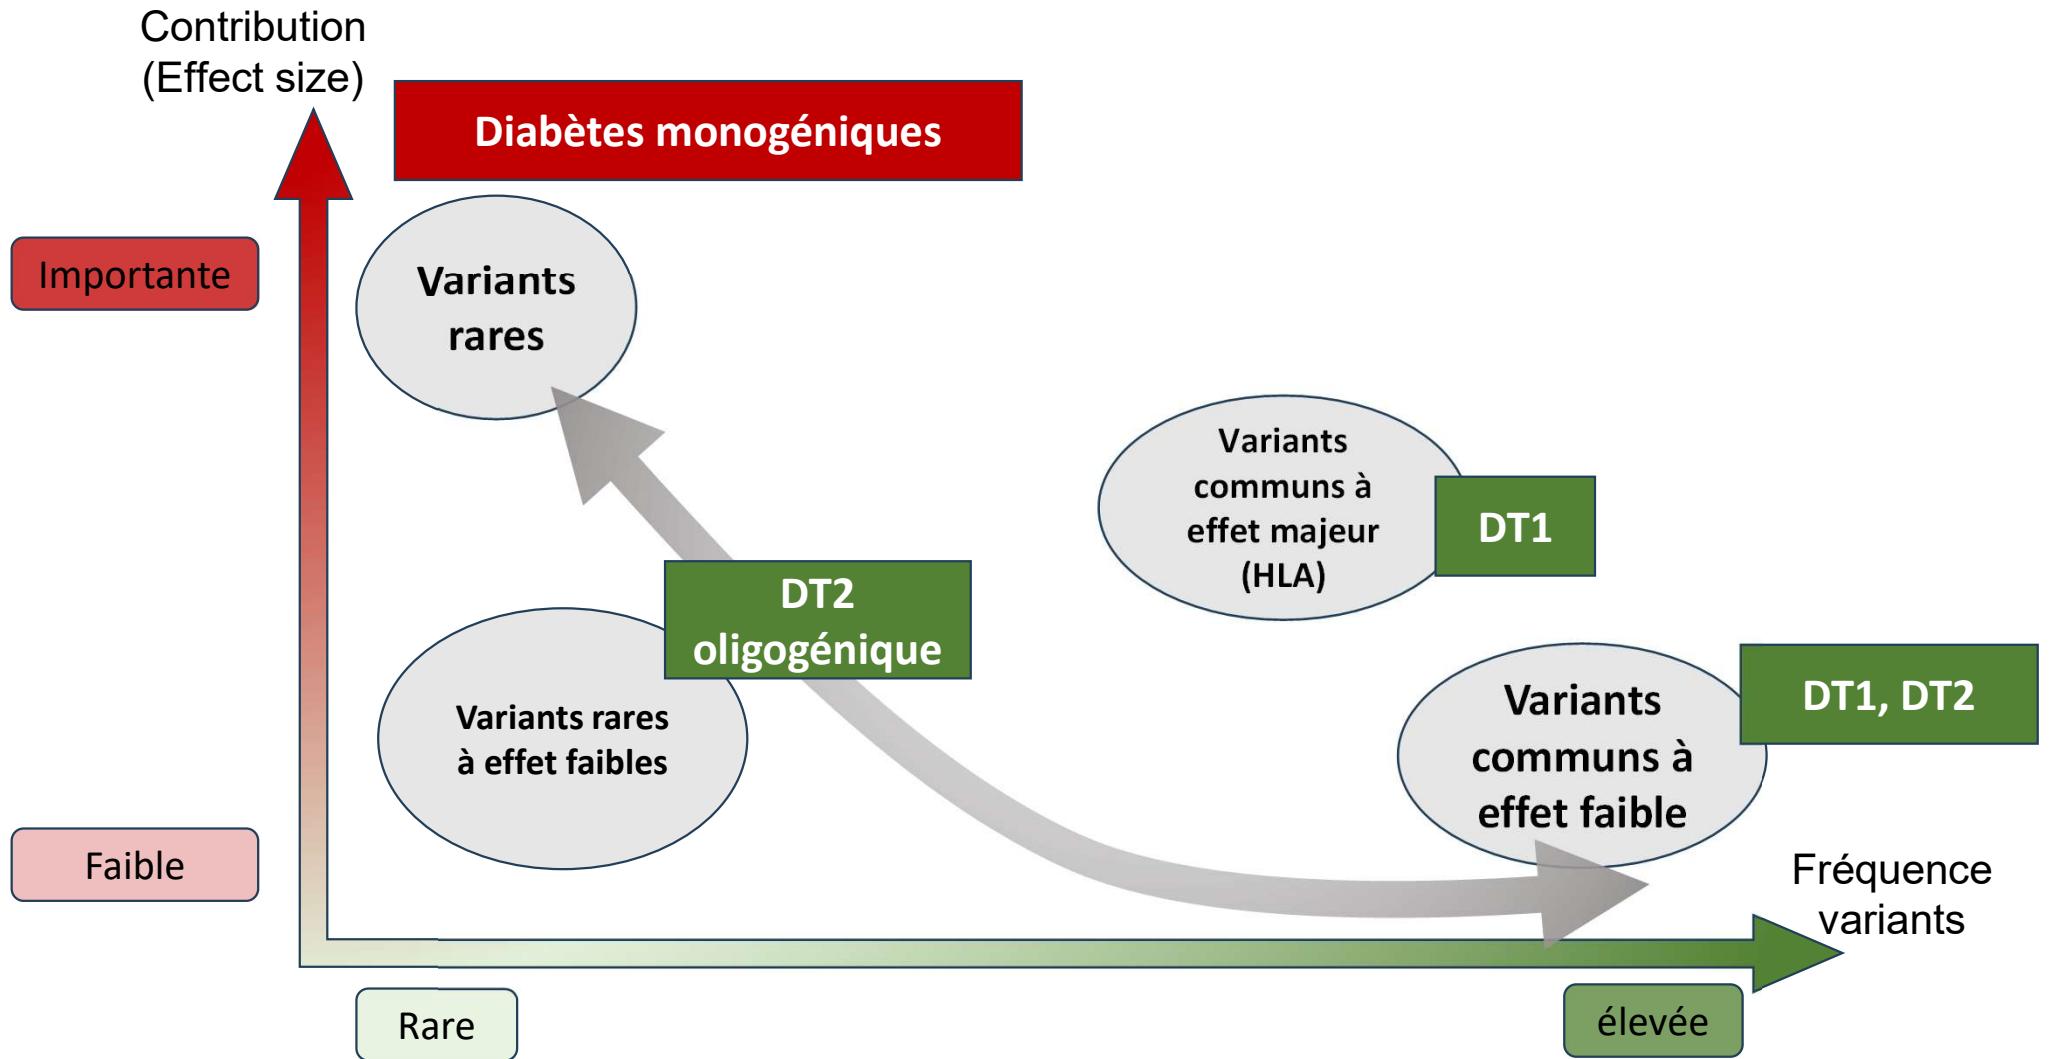 Contribution
(Effect size)
Diabètes monogéniques
Importante
Variants
rares
Variants
communs à
effet majeur
(HLA)
DT1
DT2
oligogénique
Variants rares
à effet faibles
Variants
communs à
effet faible
DT1, DT2
Faible
Fréquence
variants
Rare
élevée